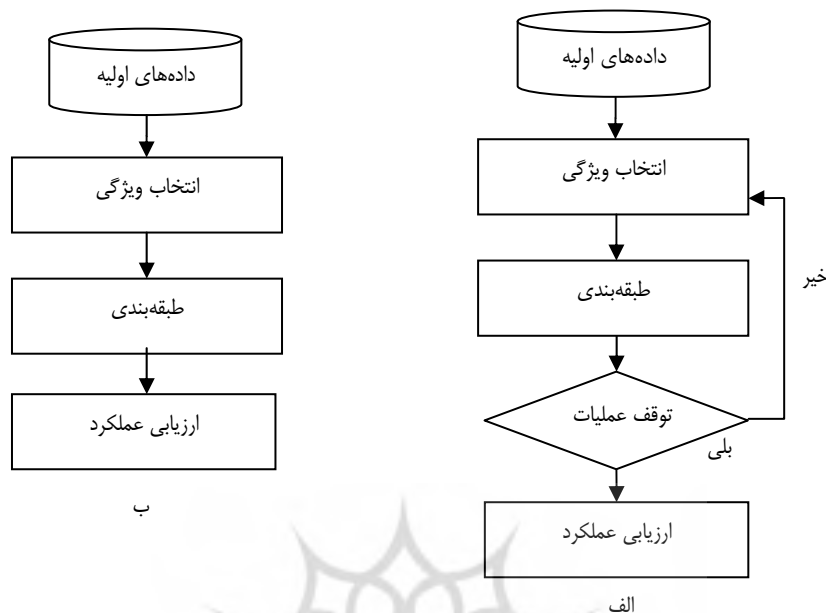 داده‌های اولیه
انتخاب ویژگی
خیر
طبقه‌بندی
توقف عملیات
بلی
ارزیابی عملکرد
الف
داده‌های اولیه
انتخاب ویژگی
طبقه‌بندی
ارزیابی عملکرد
ب